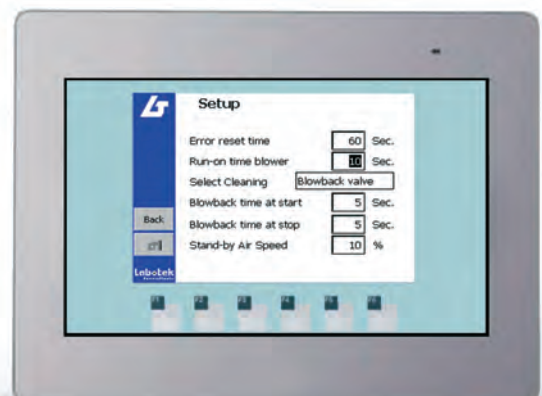 Setup
Error reset time 60 Sec.
Run-on time blower 10 Sec.
Select Cleaning Blowback valve
Blowback time at start 5 Sec.
Blowback time at stop 5 Sec.
Stand-by Air Speed 10 %
Back
Labotek